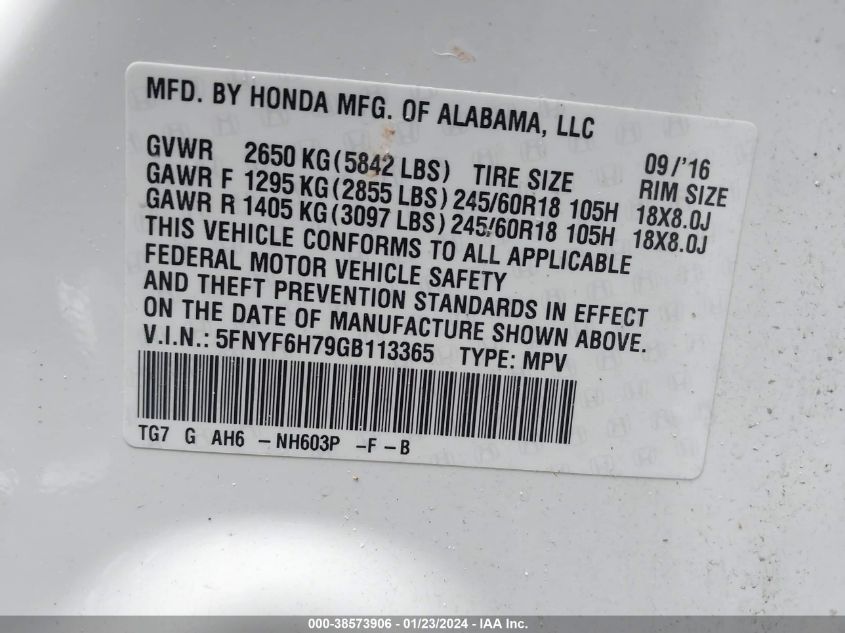 MFD. BY HONDA MFG. OF ALABAMA, LLC
09/'16
GVWR 2650 KG (5842 LBS) TIRE SIZE RIM SIZE
GAWR F 1295 KG (2855 LBS) 245/60R18 105H 18X8.0J
GAWR R 1405 KG (3097 LBS) 245/60R18 105H 18X8.0J
THIS VEHICLE CONFORMS TO ALL APPLICABLE
FEDERAL MOTOR VEHICLE SAFETY
AND THEFT PREVENTION STANDARDS IN EFFECT
ON THE DATE OF MANUFACTURE SHOWN ABOVE.
V.I.N.: 5FNYF6H79GB113365 TYPE: MPV
TG7 G AH6 -NH603P -F -B
000-38573906 - 01/23/2024 - IAA Inc.